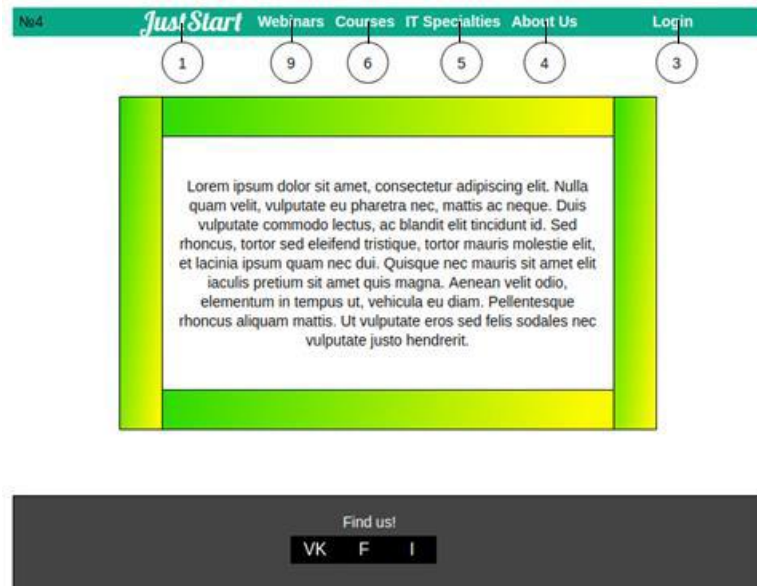 №4 JustStart Webinars Courses IT Specialties About Us Login
1 9 6 5 4 3
Lorem ipsum dolor sit amet, consectetur adipiscing elit. Nulla
quam velit, vulputate eu pharetra nec, mattis ac neque. Duis
vulputate commodo lectus, ac blandit elit tincidunt id. Sed
rhoncus, tortor sed eleifend tristique, tortor mauris molestie elit,
et lacinia ipsum quam nec dui. Quisque nec mauris sit amet elit
iaculis pretium sit amet quis magna. Aenean velit odio,
elementum in tempus ut, vehicula eu diam. Pellentesque
rhoncus aliquam mattis. Ut vulputate eros sed felis sodales nec
vulputate justo hendrerit.
Find us!
VK F I